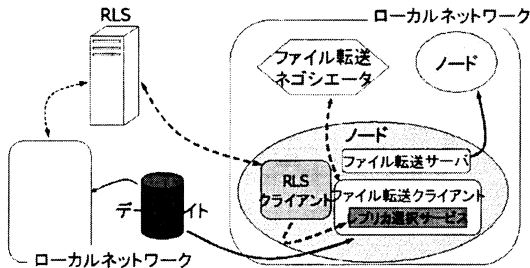 RLS
ローカルネットワーク
ファイル転送
ネゴシエータ
ノード
ノード
ファイル転送サーバ
RLS
クライアント
ファイル転送クライアント
レプリカ選択サービス
デー　イト
ローカルネットワーク